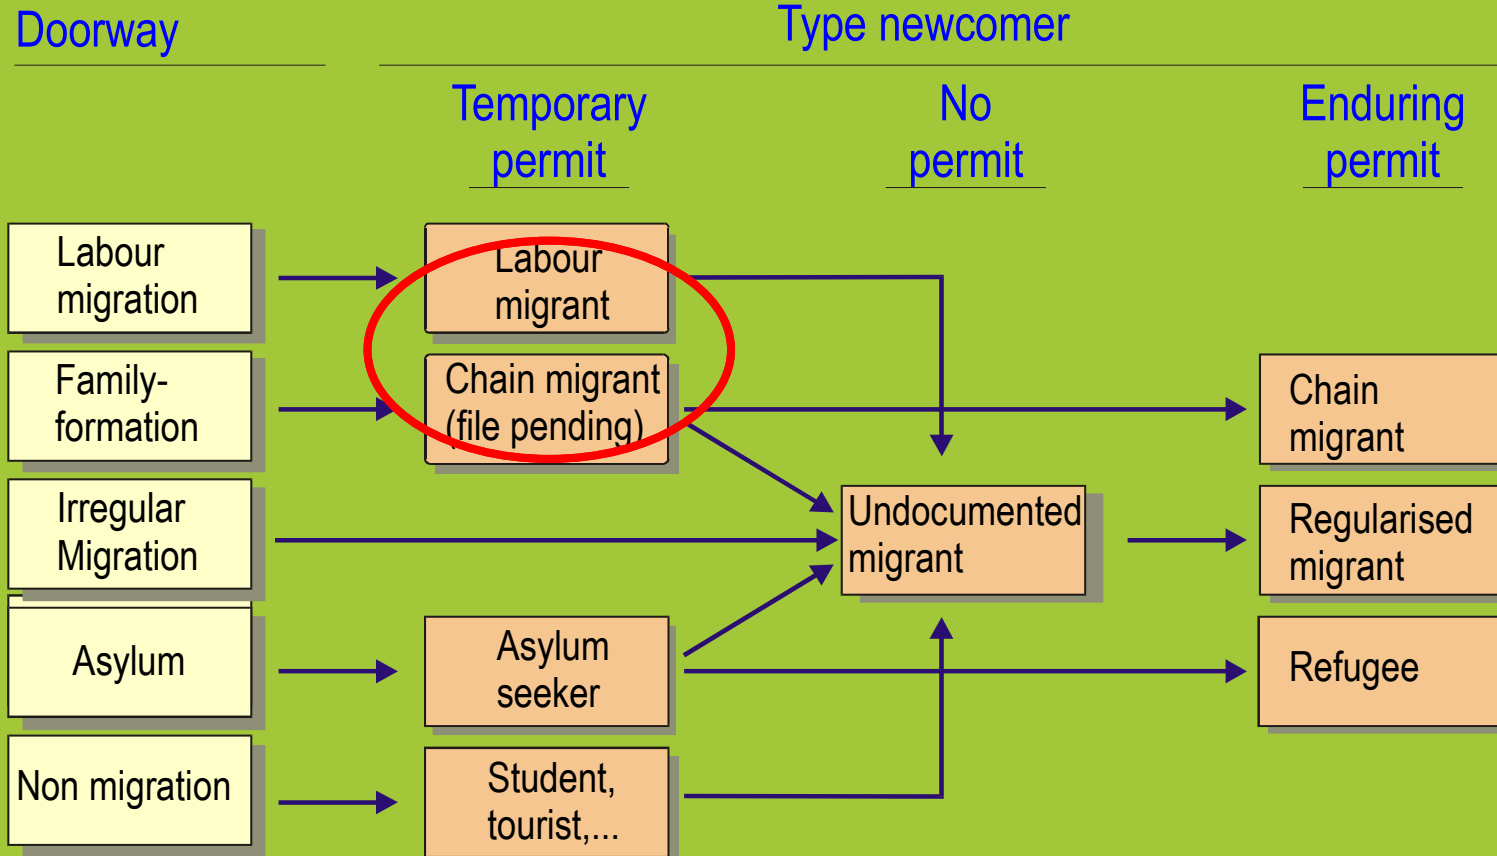 Doorway
Type newcomer
Temporary
permit
No
permit
Enduring
permit
Labour
migration
Labour
migrant
Family-
formation
Chain migrant
(file pending)
Chain
migrant
Irregular
Migration
Undocumented
migrant
Regularised
migrant
Asylum
Asylum
seeker
Refugee
Non migration
Student,
tourist,...